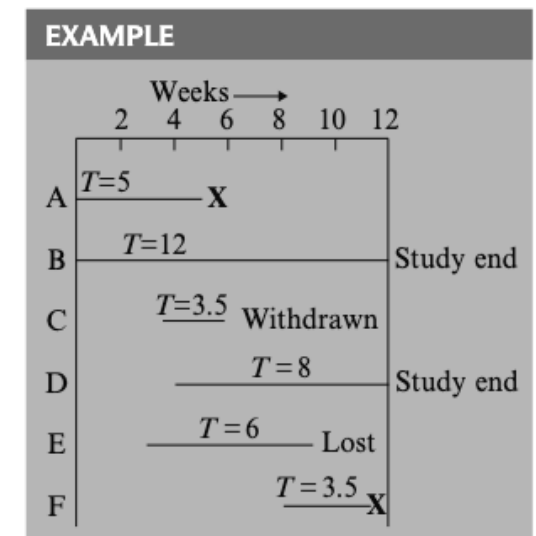 EXAMPLE
Weeks
2 4 6 8 10 12
A T=5 X
B T=12 Study end
C T=3.5 Withdrawn
D T=8 Study end
E T=6 Lost
F T=3.5 X